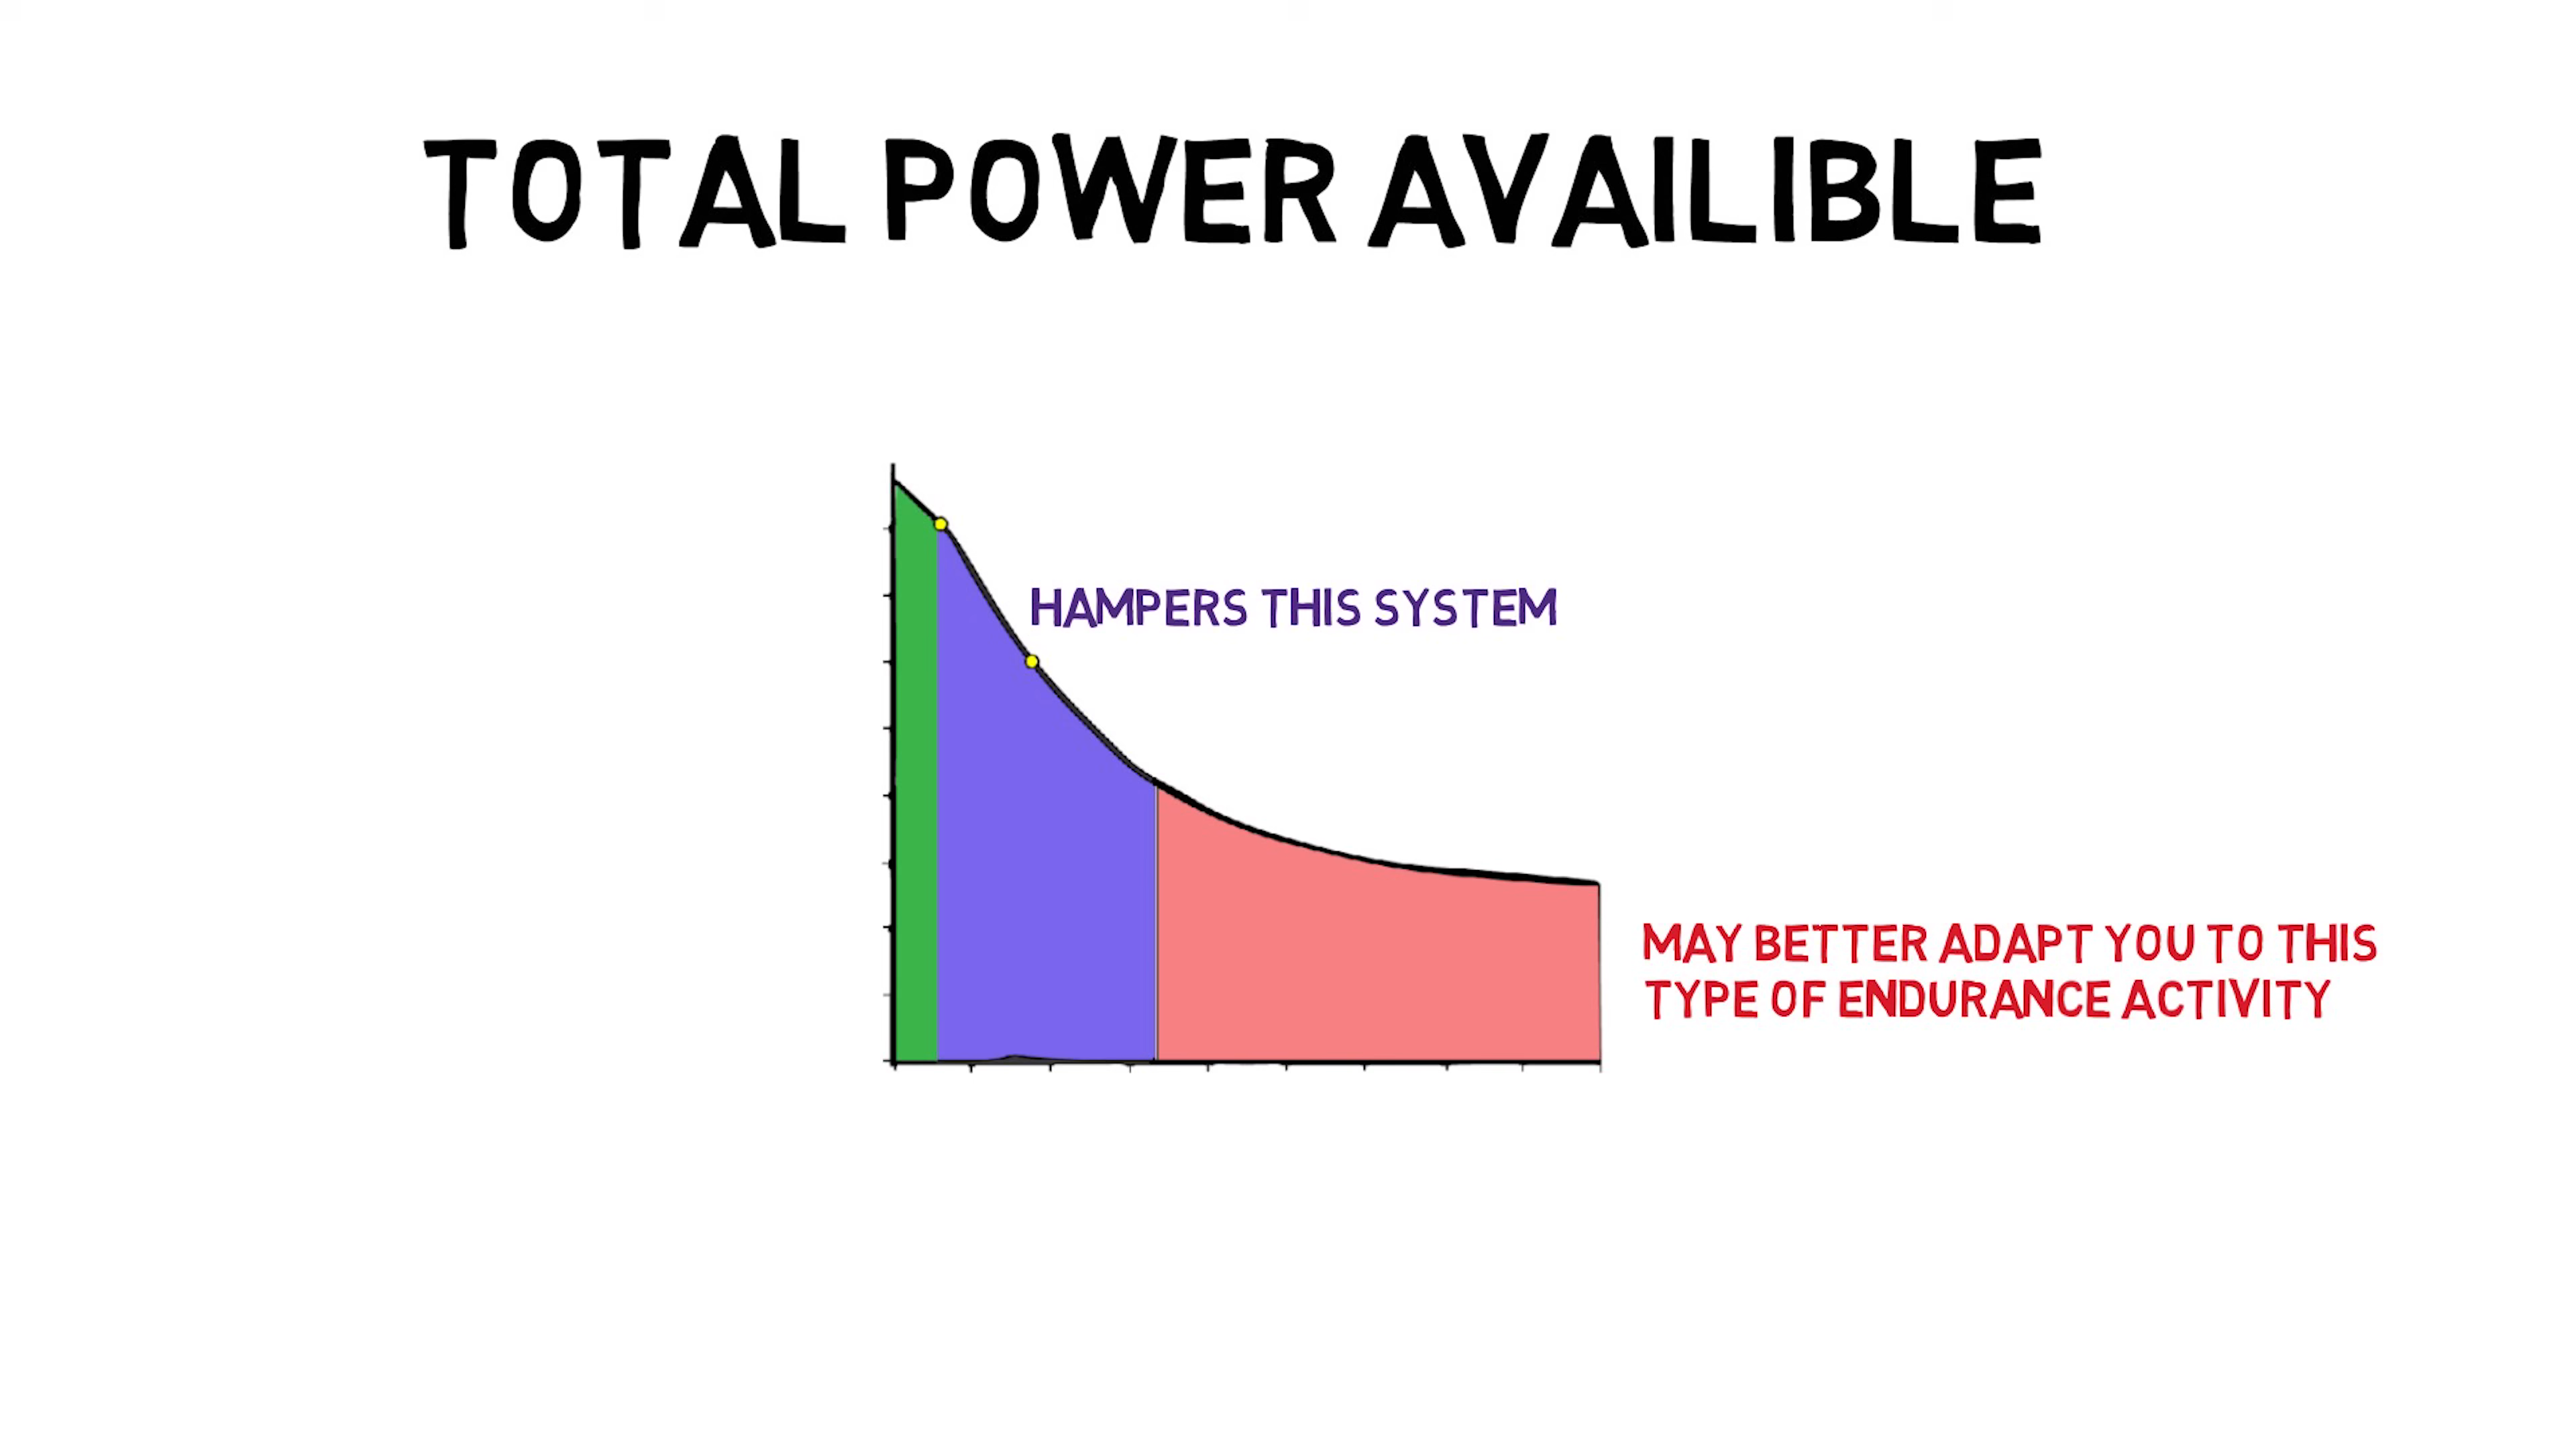 TOTAL POWER AVAILIBLE
HAMPERS THIS SYSTEM
MAY BETTER ADAPT YOU TO THIS
TYPE OF ENDURANCE ACTIVITY